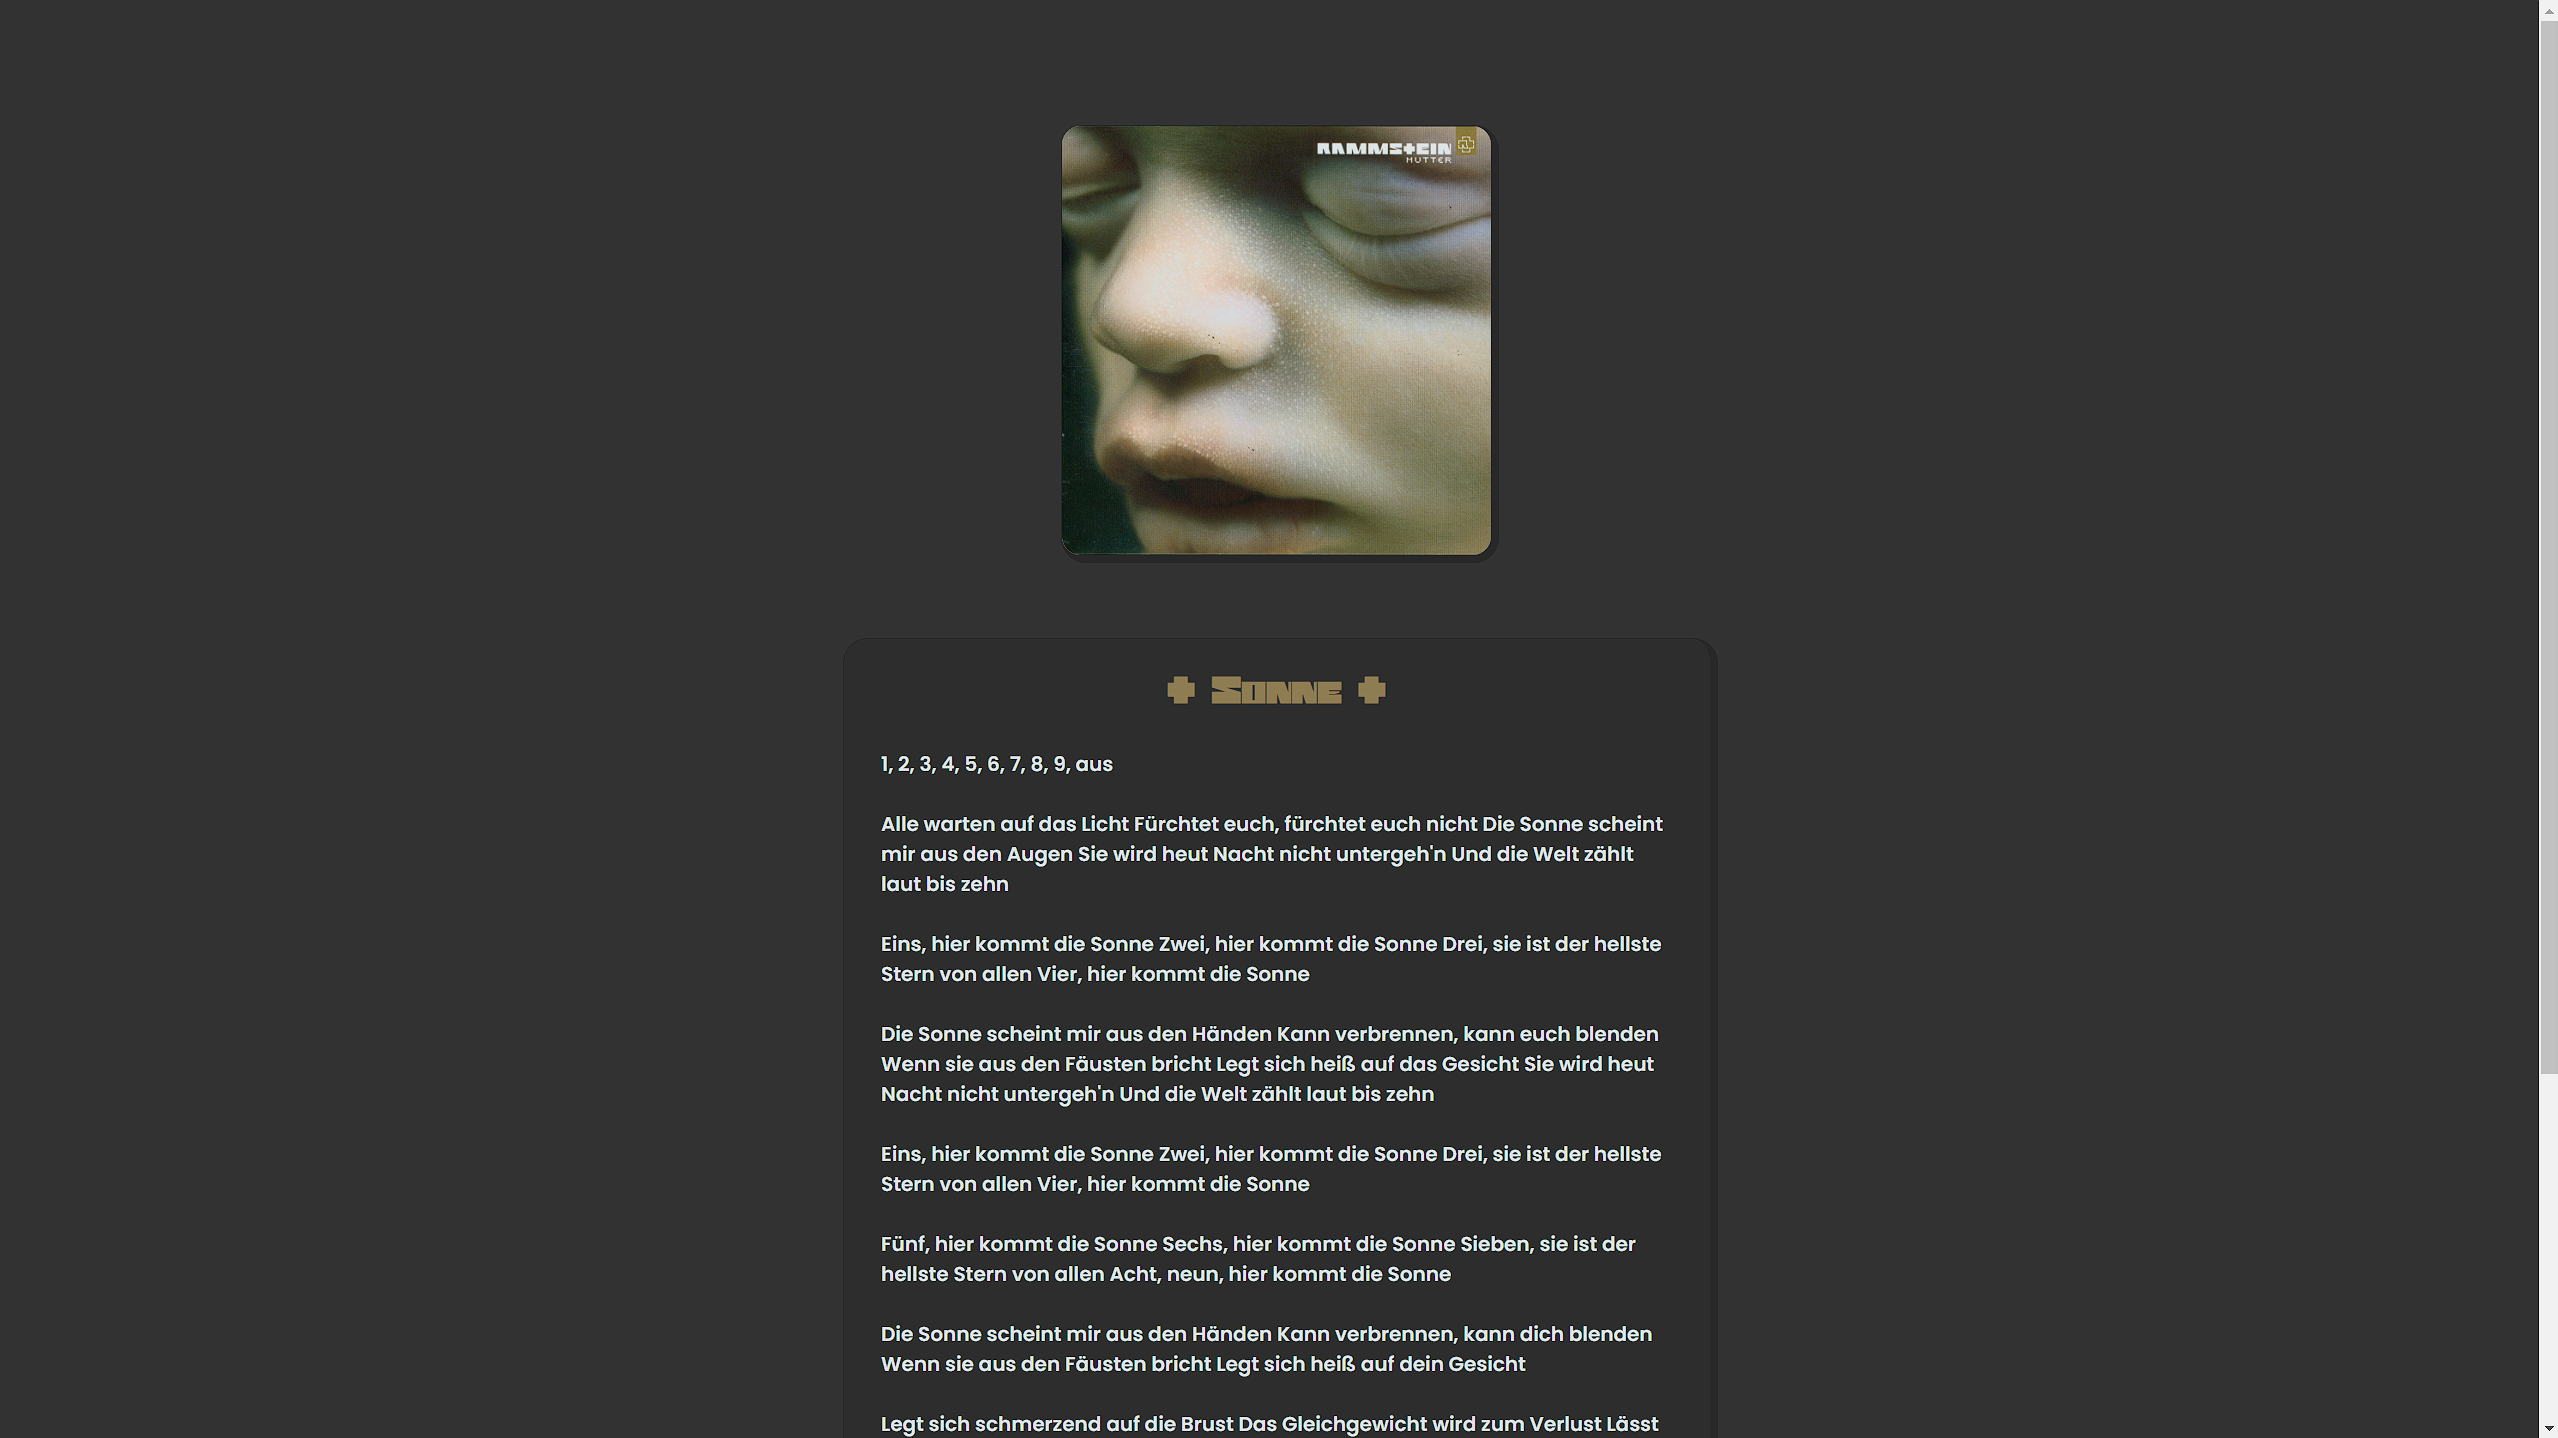 RAMMSTEIN
MUTTER
Sonne
1, 2, 3, 4, 5, 6, 7, 8, 9, aus
Alle warten auf das Licht Fürchtet euch, fürchtet euch nicht Die Sonne scheint
mir aus den Augen Sie wird heut Nacht nicht untergeh'n Und die Welt zählt
laut bis zehn
Eins, hier kommt die Sonne Zwei, hier kommt die Sonne Drei, sie ist der hellste
Stern von allen Vier, hier kommt die Sonne
Die Sonne scheint mir aus den Händen Kann verbrennen, kann euch blenden
Wenn sie aus den Fäusten bricht Legt sich heiß auf das Gesicht Sie wird heut
Nacht nicht untergeh'n Und die Welt zählt laut bis zehn
Eins, hier kommt die Sonne Zwei, hier kommt die Sonne Drei, sie ist der hellste
Stern von allen Vier, hier kommt die Sonne
Fünf, hier kommt die Sonne Sechs, hier kommt die Sonne Sieben, sie ist der
hellste Stern von allen Acht, neun, hier kommt die Sonne
Die Sonne scheint mir aus den Händen Kann verbrennen, kann dich blenden
Wenn sie aus den Fäusten bricht Legt sich heiß auf dein Gesicht
Legt sich schmerzend auf die Brust Das Gleichgewicht wird zum Verlust Lässt